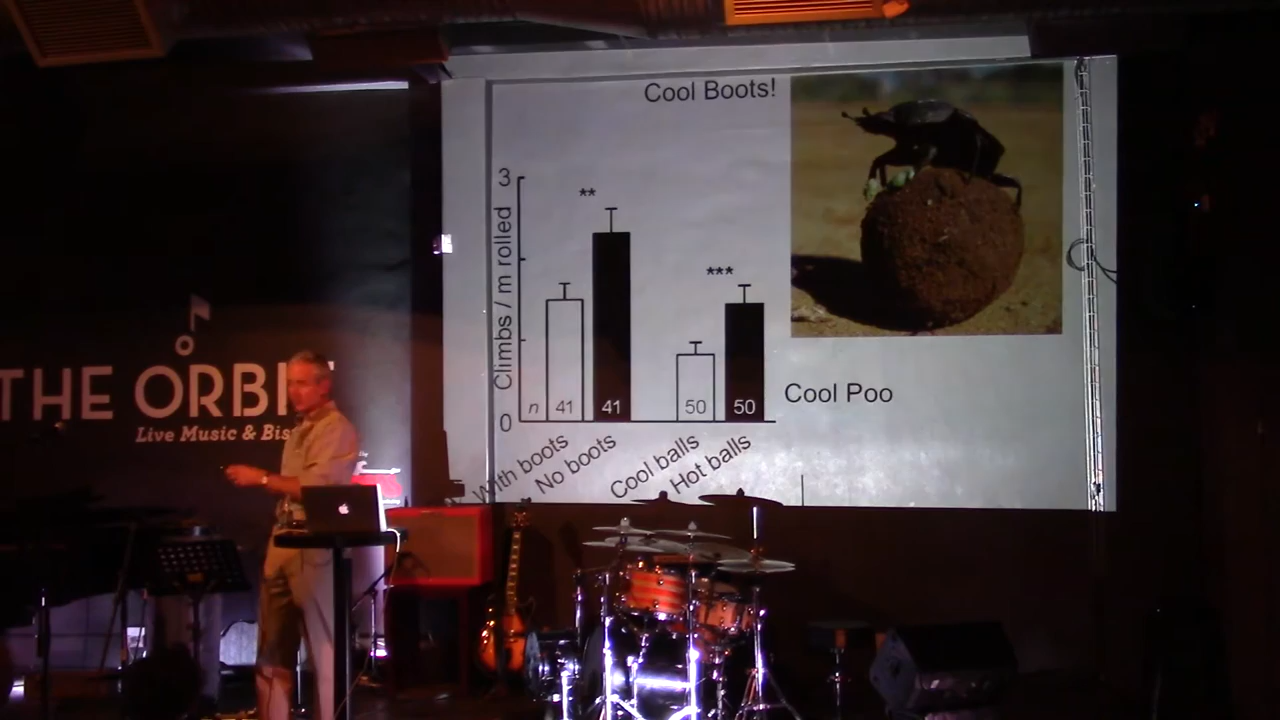 Cool Boots!
3
**
***
Climbs / m rolled
n 41 41 50 50
0
With boots
No boots
Cool balls
Hot balls
Cool Poo
THE ORBI
Live Music & Bis